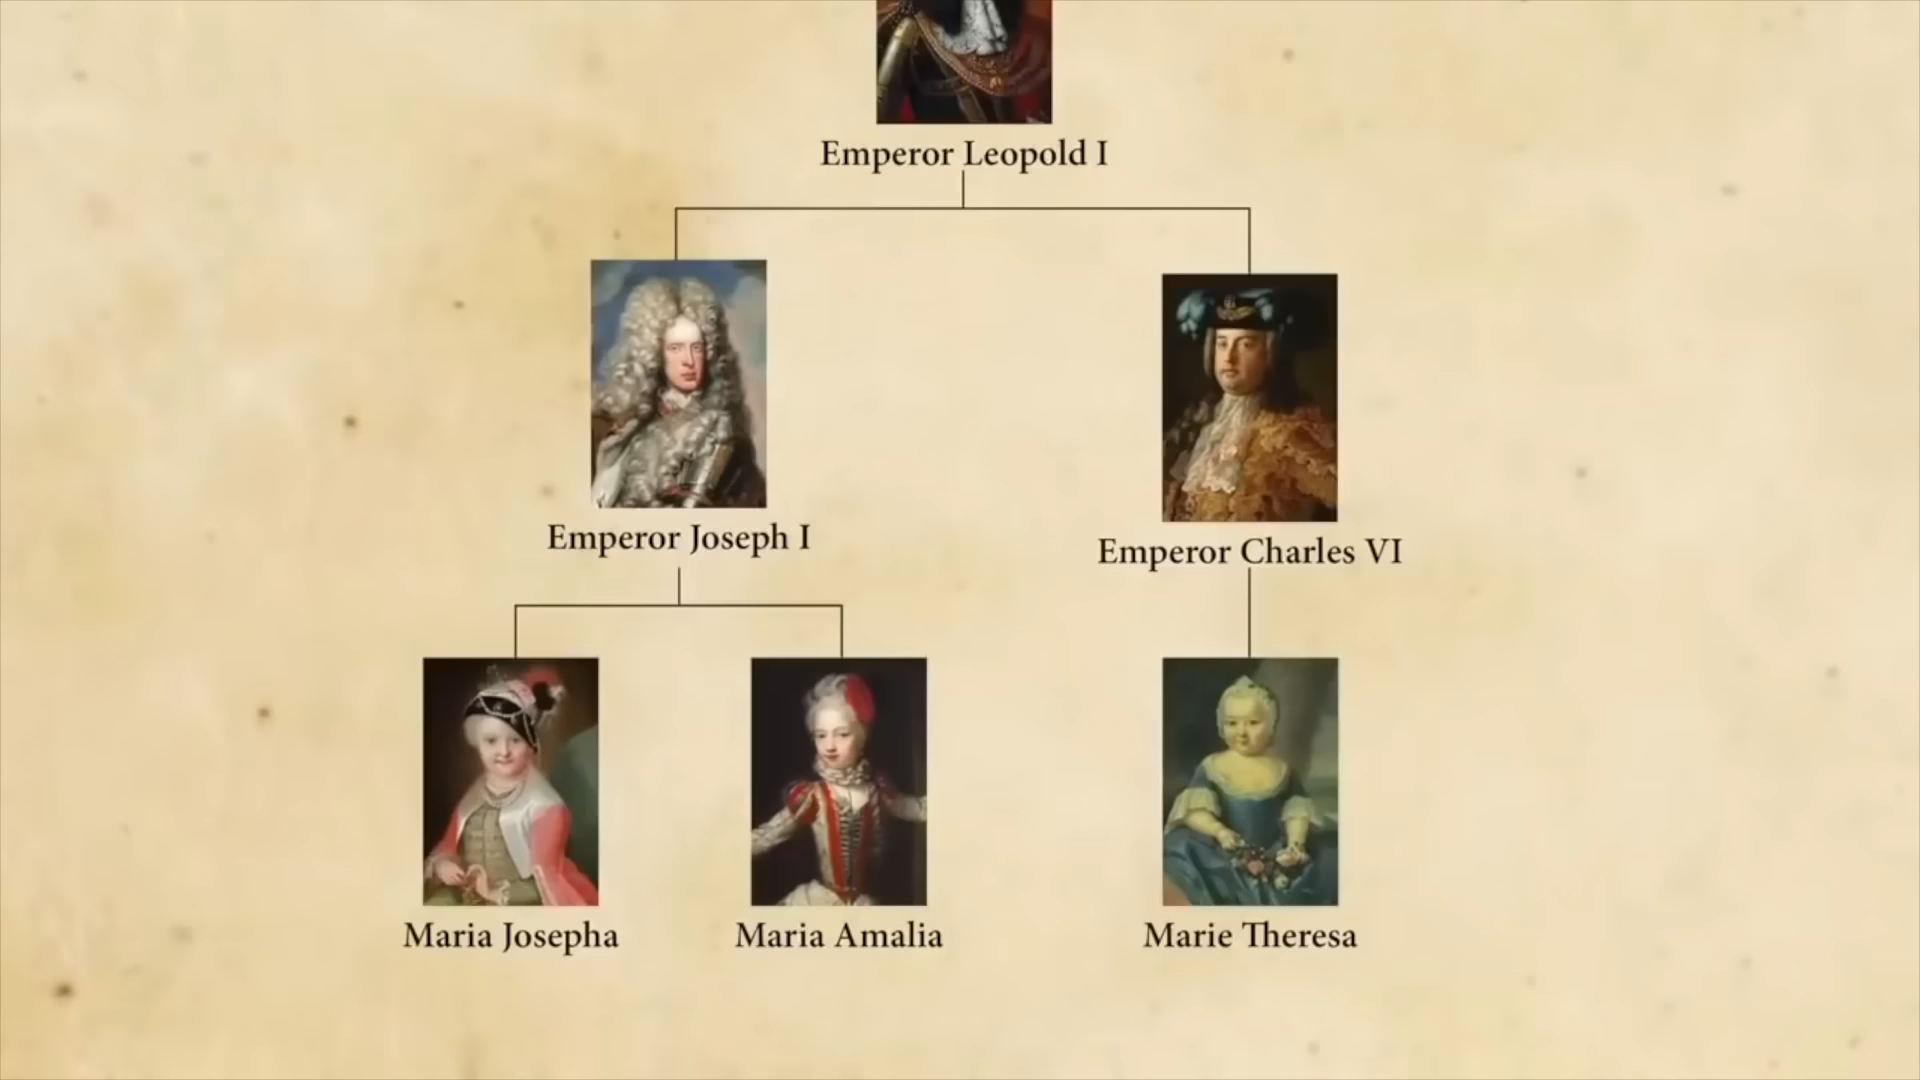 Emperor Leopold I
Emperor Joseph I
Emperor Charles VI
Maria Josepha
Maria Amalia
Marie Theresa